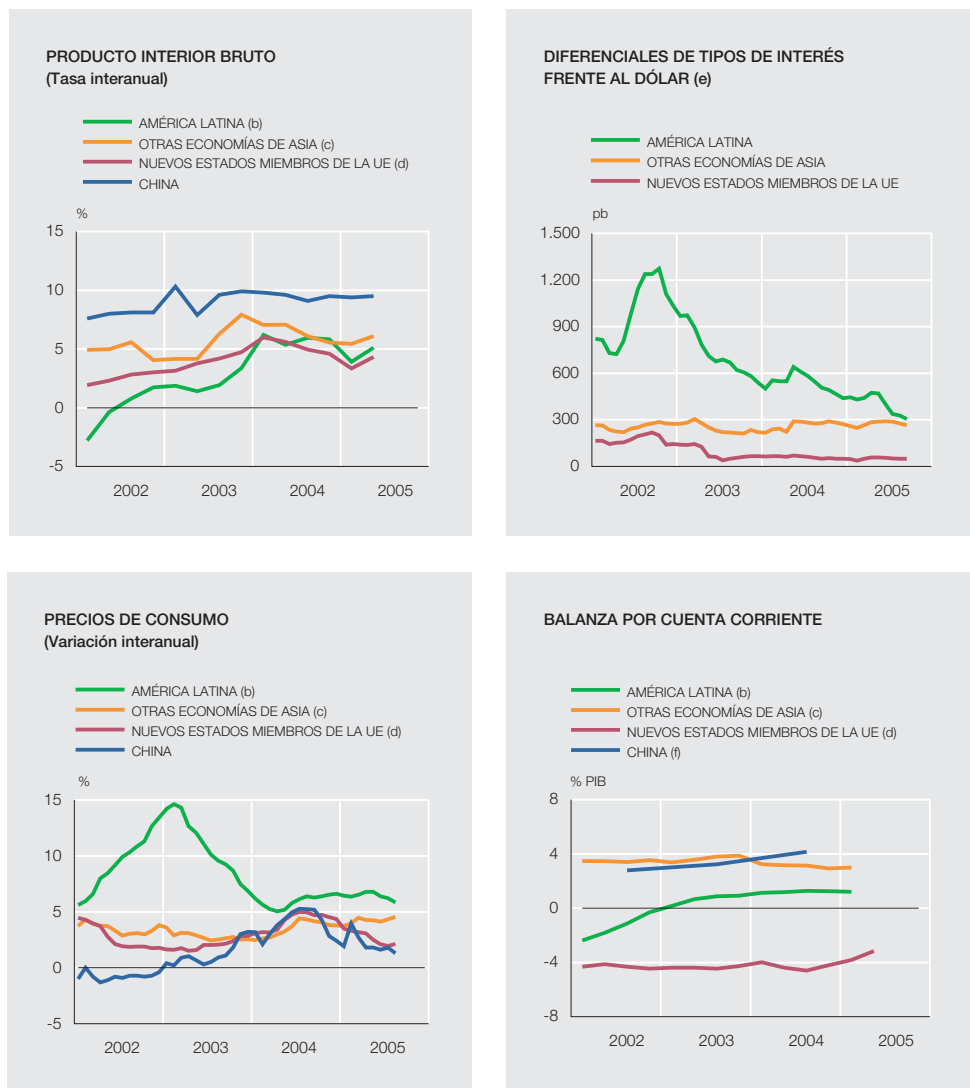 PRODUCTO INTERIOR BRUTO
(Tasa interanual)
AMÉRICA LATINA (b)
OTRAS ECONOMÍAS DE ASIA (c)
NUEVOS ESTADOS MIEMBROS DE LA UE (d)
CHINA
%
15
10
5
0
-5
2002 2003 2004 2005
DIFERENCIALES DE TIPOS DE INTERÉS
FRENTE AL DÓLAR (e)
AMÉRICA LATINA
OTRAS ECONOMÍAS DE ASIA
NUEVOS ESTADOS MIEMBROS DE LA UE
pb
1.500
1.200
900
600
300
0
2002 2003 2004 2005
PRECIOS DE CONSUMO
(Variación interanual)
AMÉRICA LATINA (b)
OTRAS ECONOMÍAS DE ASIA (c)
NUEVOS ESTADOS MIEMBROS DE LA UE (d)
CHINA
%
15
10
5
0
-5
2002 2003 2004 2005
BALANZA POR CUENTA CORRIENTE
AMÉRICA LATINA (b)
OTRAS ECONOMÍAS DE ASIA (c)
NUEVOS ESTADOS MIEMBROS DE LA UE (d)
CHINA (f)
% PIB
8
4
0
-4
-8
2002 2003 2004 2005